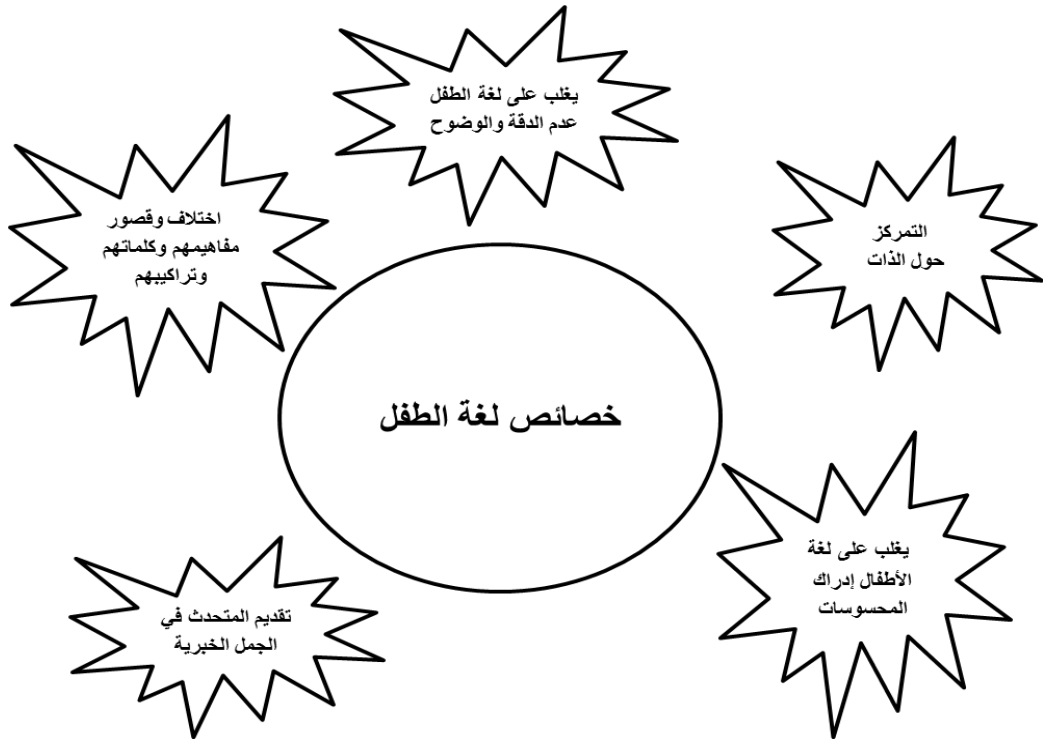 يغلب على لغة الطفل
عدم الدقة والوضوح
التمركز
حول الذات
اختلاف وقصور
مفاهيمهم وكلماتهم
وتراكيبهم
خصائص لغة الطفل
يغلب على لغة
الأطفال إدراك
المحسوسات
تقديم المتحدث في
الجمل الخبرية